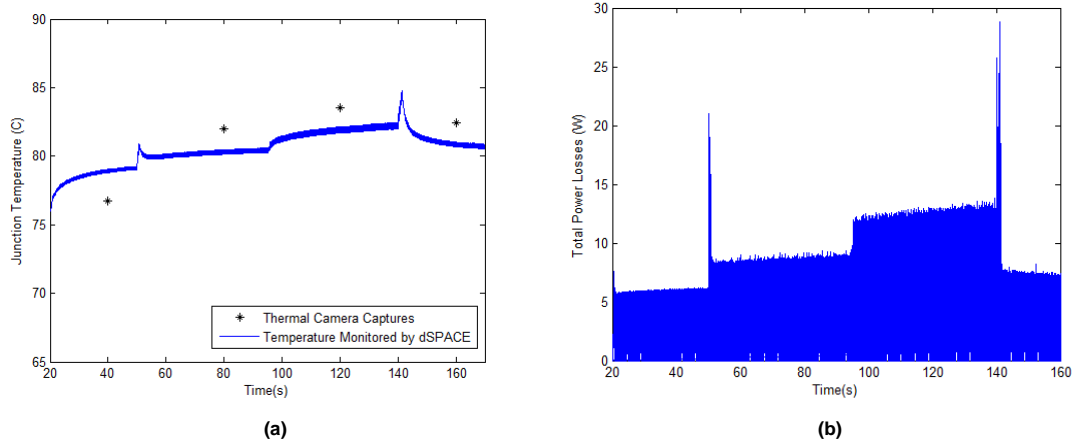 90
85
80
75
70
65
Junction Temperature (C)
Thermal Camera Captures
Temperature Monitored by dSPACE
20 40 60 80 100 120 140 160
Time(s)
(a)
30
25
20
15
10
5
0
Total Power Losses (W)
20 40 60 80 100 120 140 160
Time(s)
(b)